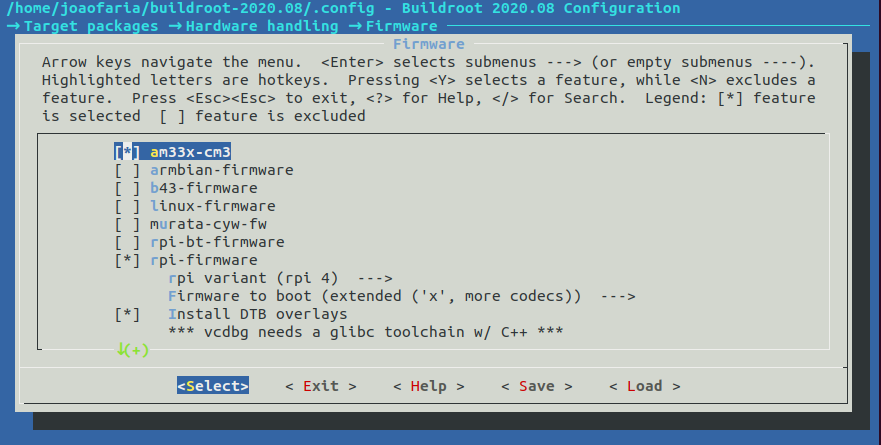 /home/joaofaria/buildroot-2020.08/.config - Buildroot 2020.08 Configuration
→ Target packages → Hardware handling → Firmware
Firmware
Arrow keys navigate the menu.  <Enter> selects submenus ---> (or empty submenus ----).
Highlighted letters are hotkeys.  Pressing <Y> selects a feature, while <N> excludes a
feature.  Press <Esc><Esc> to exit, <?> for Help, </> for Search.  Legend: [*] feature
is selected  [ ] feature is excluded
[*] am33x-cm3
[ ] armbian-firmware
[ ] b43-firmware
[ ] linux-firmware
[ ] murata-cyw-fw
[ ] rpi-bt-firmware
[*] rpi-firmware
rpi variant (rpi 4)  --->
Firmware to boot (extended ('x', more codecs))  --->
[*]   Install DTB overlays
*** vcdbg needs a glibc toolchain w/ C++ ***
↓(+)
<Select>    < Exit >    < Help >    < Save >    < Load >